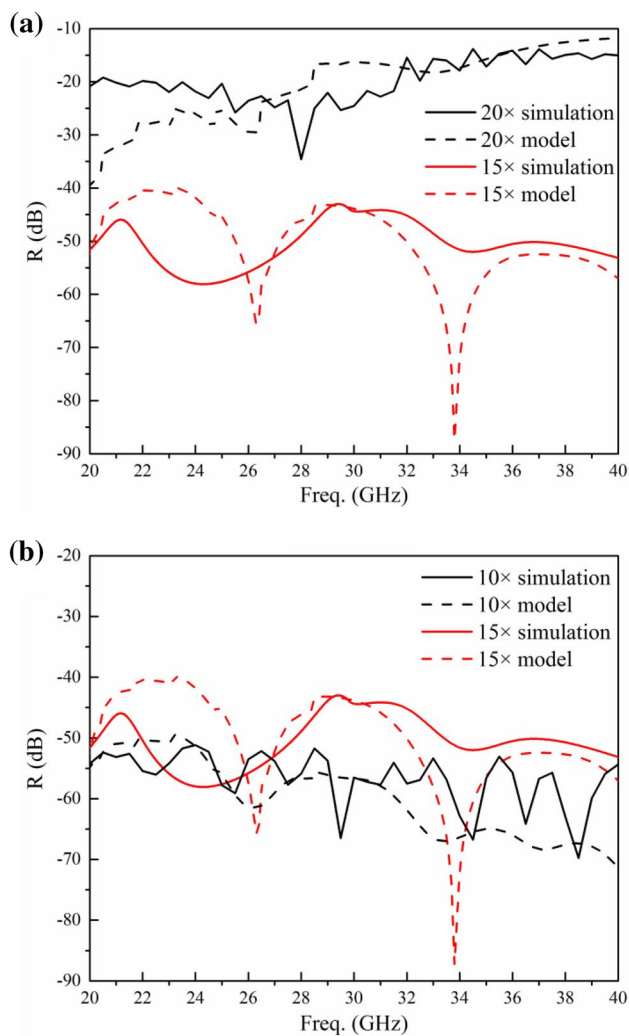 (a)
-10
-20
-30
-40
-50
-60
-70
-80
-90
R (dB)
20× simulation
20× model
15× simulation
15× model
20 22 24 26 28 30 32 34 36 38 40
Freq. (GHz)
(b)
-20
-30
-40
-50
-60
-70
-80
-90
R (dB)
10× simulation
10× model
15× simulation
15× model
20 22 24 26 28 30 32 34 36 38 40
Freq. (GHz)